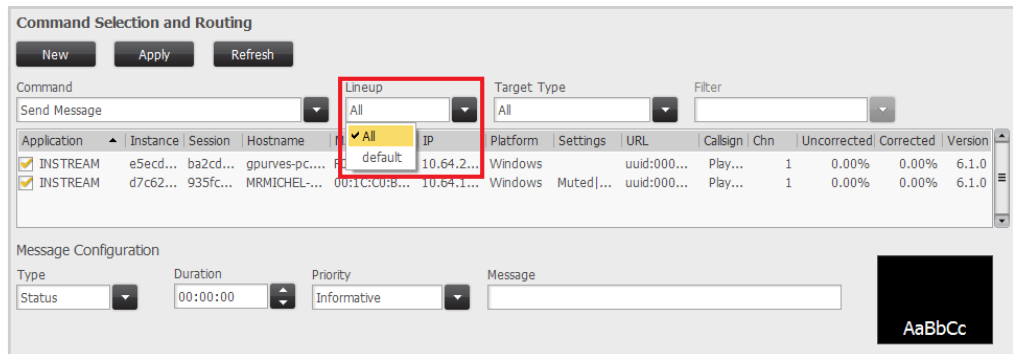 Command Selection and Routing
New Apply Refresh
Command Lineup Target Type Filter
Send Message All All
All
default
Application Instance Session Hostname IP Platform Settings URL Callsign Chn Uncorrected Corrected Version
INSTREAM e5ecd... ba2cd... gpurves-pc.... 10.64.2... Windows uuid:000... Play... 1 0.00% 0.00% 6.1.0
INSTREAM d7c62... 935fc... MRMICHEL-... 00:1C:C0:B... 10.64.1... Windows Muted|... uuid:000... Play... 1 0.00% 0.00% 6.1.0
Message Configuration
Type Duration Priority Message
Status 00:00:00 Informative
AaBbCc